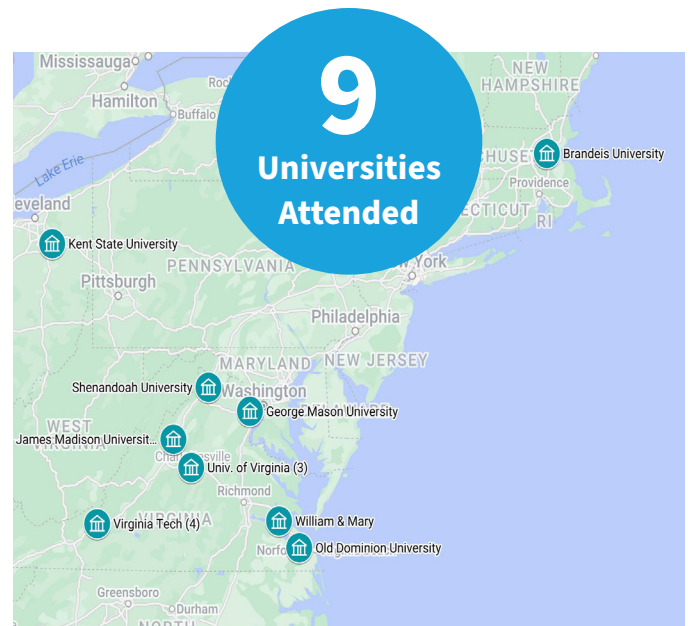 9
Universities
Attended
Mississauga
Hamilton
Buffalo
Lake Erie
NEW
HAMPSHIRE
Brandeis University
Providence
RI
Kent State University
PENNSYLVANIA
Pittsburgh
Philadelphia
MARYLAND
NEW JERSEY
Shenandoah University
Washington
George Mason University
WEST
James Madison Universit...
Univ. of Virginia (3)
Richmond
Virginia Tech (4)
William & Mary
Old Dominion University
Greensboro
Durham